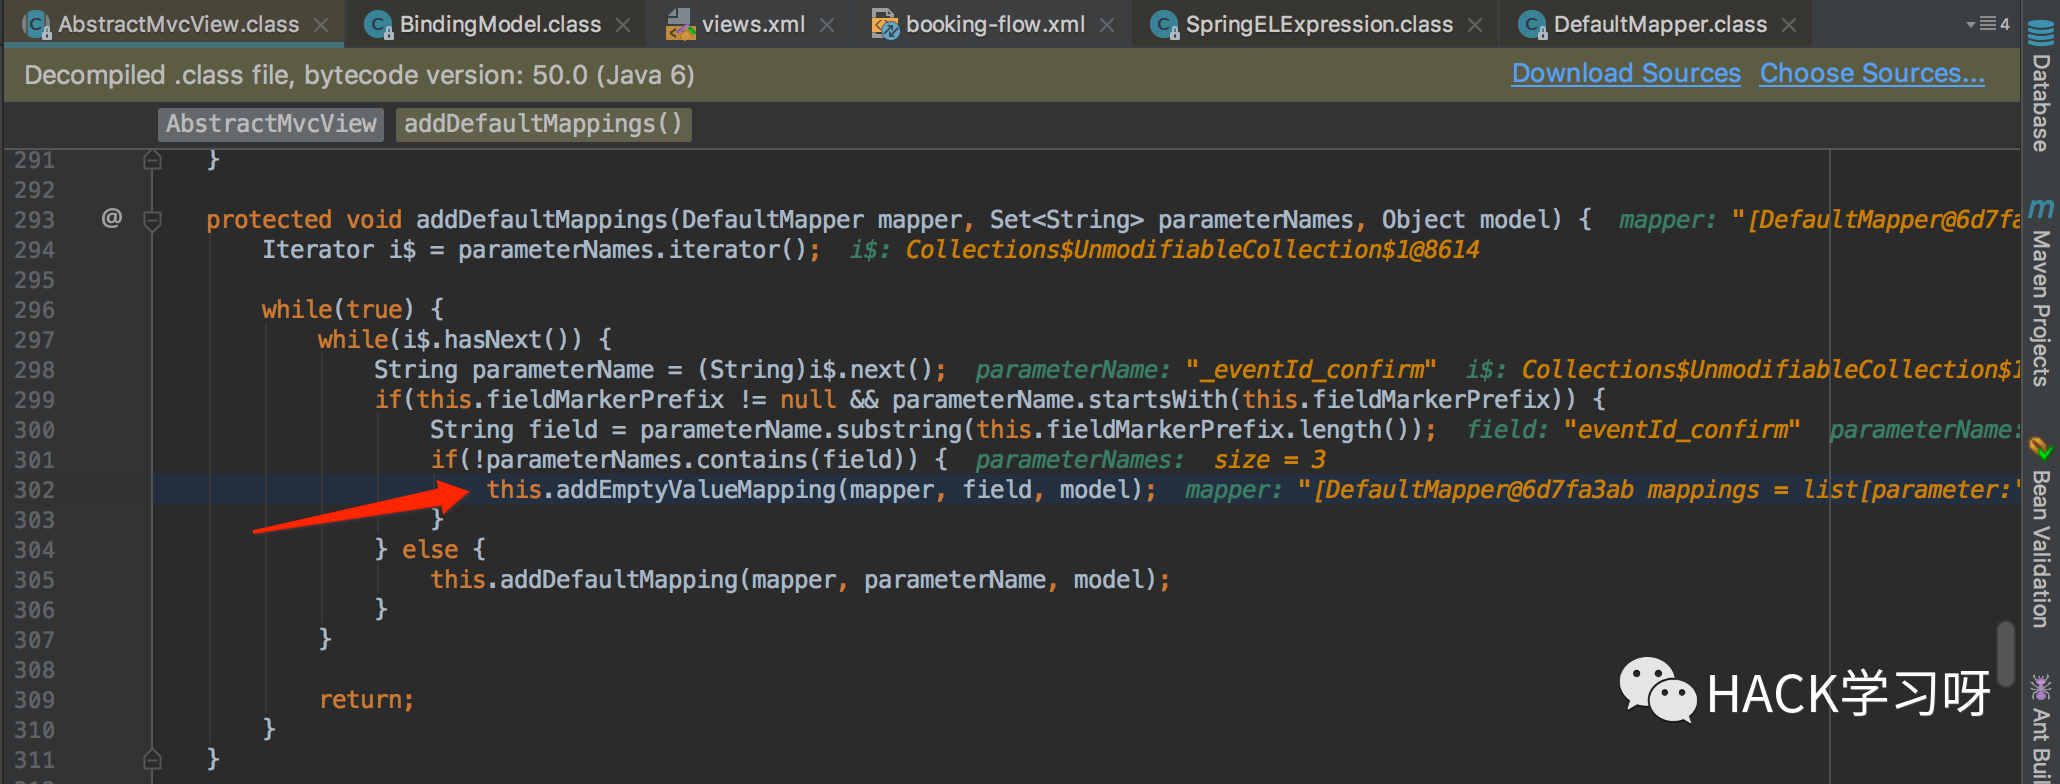 AbstractMvcView.class BindingModel.class views.xml booking-flow.xml SpringELExpression.class DefaultMapper.class 4
Decompiled .class file, bytecode version: 50.0 (Java 6) Download Sources Choose Sources...
AbstractMvcView addDefaultMappings()
291 }
292
293 @ protected void addDefaultMappings(DefaultMapper mapper, Set<String> parameterNames, Object model) { mapper: "[DefaultMapper@6d7fa
294 Iterator i$ = parameterNames.iterator(); i$: Collections$UnmodifiableCollection$1@8614
295
296 while(true) {
297 while(i$.hasNext()) {
298 String parameterName = (String)i$.next(); parameterName: "_eventId_confirm" i$: Collections$UnmodifiableCollection$1
299 if(this.fieldMarkerPrefix != null && parameterName.startsWith(this.fieldMarkerPrefix)) {
300 String field = parameterName.substring(this.fieldMarkerPrefix.length()); field: "eventId_confirm" parameterName:
301 if(!parameterNames.contains(field)) { parameterNames: size = 3
302 this.addEmptyValueMapping(mapper, field, model); mapper: "[DefaultMapper@6d7fa3ab mappings = list[parameter:'
303 }
304 } else {
305 this.addDefaultMapping(mapper, parameterName, model);
306 }
307 }
308
309 return;
310 }
311 }
Database
Maven Projects
Bean Validation
Ant Buil
HACK学习呀